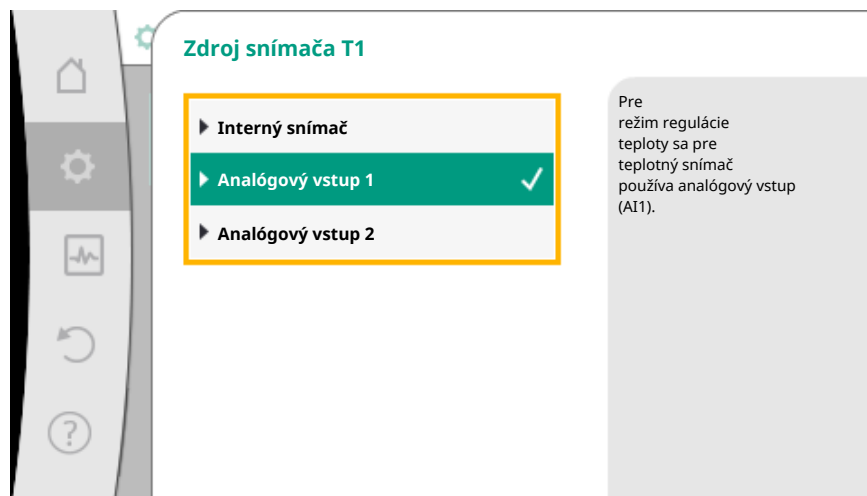 Zdroj snímača T1
Interný snímač
Analógový vstup 1
Analógový vstup 2
Pre
režim regulácie
teploty sa pre
teplotný snímač
používa analógový vstup
(AI1).
?